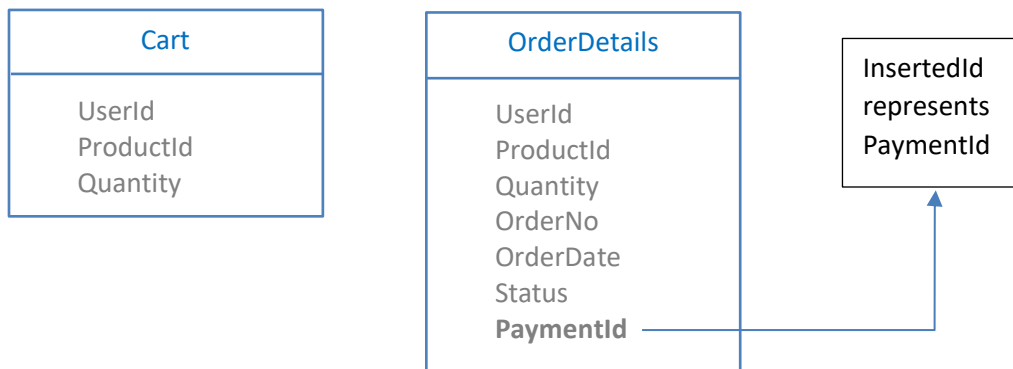 Cart
UserId
ProductId
Quantity
OrderDetails
UserId
ProductId
Quantity
OrderNo
OrderDate
Status
PaymentId
InsertedId
represents
PaymentId